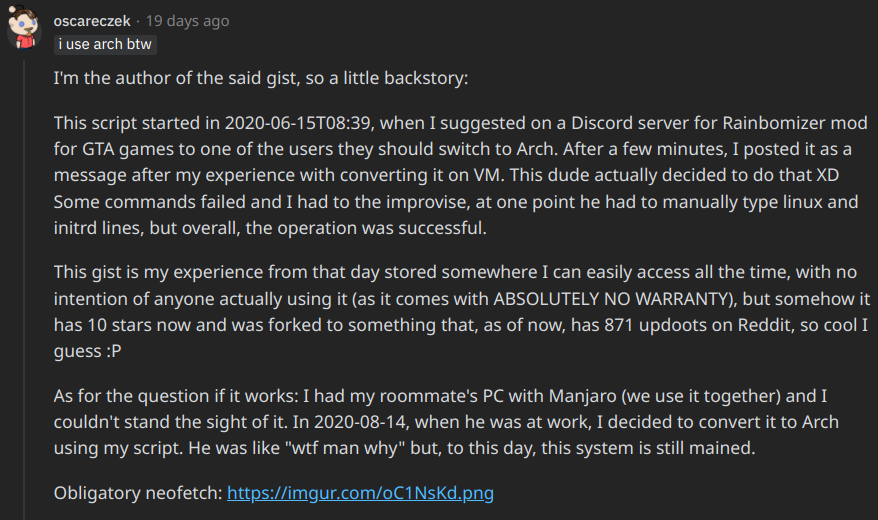 oscareczek · 19 days ago
i use arch btw
I'm the author of the said gist, so a little backstory:
This script started in 2020-06-15T08:39, when I suggested on a Discord server for Rainbomizer mod
for GTA games to one of the users they should switch to Arch. After a few minutes, I posted it as a
message after my experience with converting it on VM. This dude actually decided to do that XD
Some commands failed and I had to the improvise, at one point he had to manually type linux and
initrd lines, but overall, the operation was successful.
This gist is my experience from that day stored somewhere I can easily access all the time, with no
intention of anyone actually using it (as it comes with ABSOLUTELY NO WARRANTY), but somehow it
has 10 stars now and was forked to something that, as of now, has 871 updoots on Reddit, so cool I
guess :P
As for the question if it works: I had my roommate's PC with Manjaro (we use it together) and I
couldn't stand the sight of it. In 2020-08-14, when he was at work, I decided to convert it to Arch
using my script. He was like "wtf man why" but, to this day, this system is still mained.
Obligatory neofetch: https://imgur.com/oC1NsKd.png